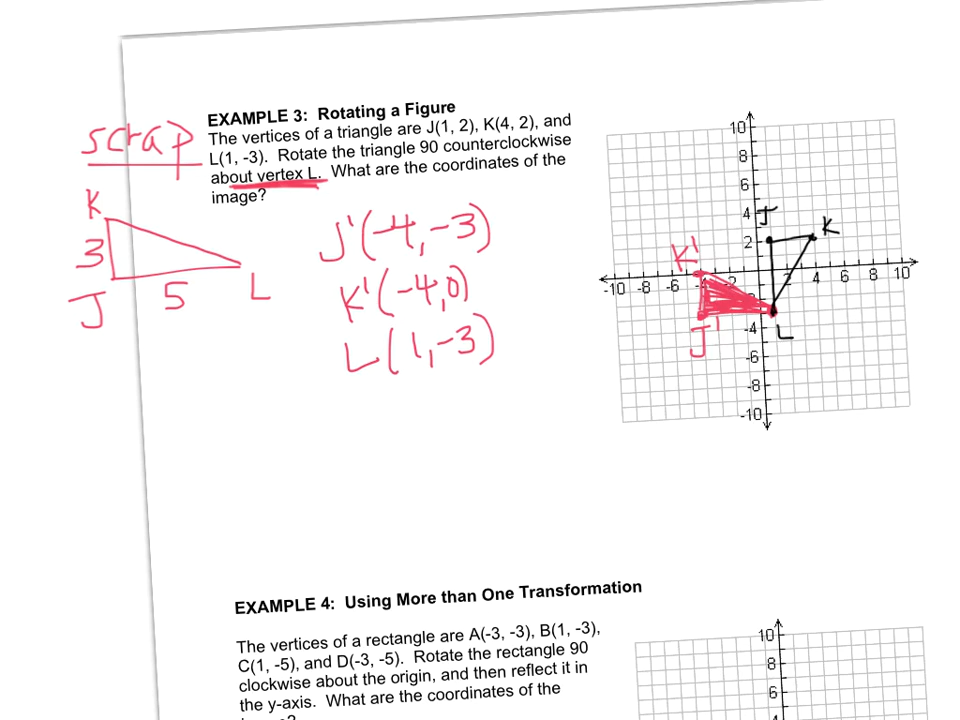 EXAMPLE 3: Rotating a Figure
The vertices of a triangle are J(1, 2), K(4, 2), and
L(1, -3). Rotate the triangle 90 counterclockwise
about vertex L. What are the coordinates of the
image?
scrap
K
3
J
5
L
J'(-4,-3)
K'(-4,0)
L(1,-3)
10
8
6
4
2
-10 -8 -6 -4 -2 2 4 6 8 10
-4
-6
-8
-10
J
K
K'
J'
L
EXAMPLE 4: Using More than One Transformation
The vertices of a rectangle are A(-3, -3), B(1, -3),
C(1, -5), and D(-3, -5). Rotate the rectangle 90
clockwise about the origin, and then reflect it in
the y-axis. What are the coordinates of the
10
8
6